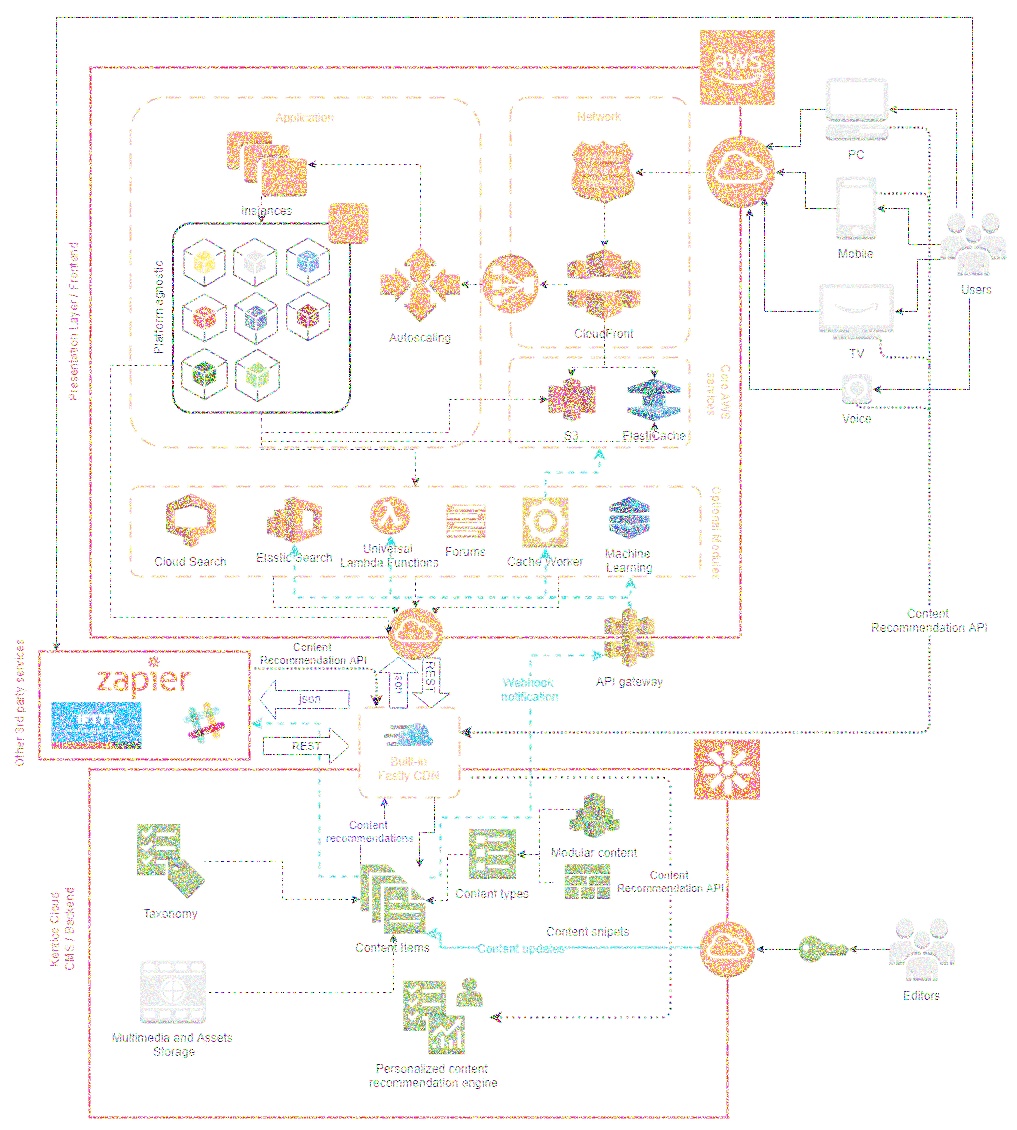 aws
Application
Network
PC
Instances
Mobile
Users
Presentation Layer / Frontend
Platform agnostic
Autoscaling
CloudFront
TV
Core AWS
services
Voice
S3
ElastiCache
Optional Modules
Cloud Search
Elastic Search
Universal
Lambda Functions
Forums
Cache Worker
Machine
Learning
Content
Recommendation API
Other 3rd party services
Content
Recommendation API
json
REST
API gateway
zapier
Webhook
notification
json
IFTTT
REST
Built-in
Fastly CDN
Content
recommendations
Modular content
Content
Recommendation API
Content types
Taxonomy
Kentico Cloud
CMS / Backend
Content Items
Content snipets
Content updates
Editors
Multimedia and Assets
Storage
Personalized content
recommendation engine